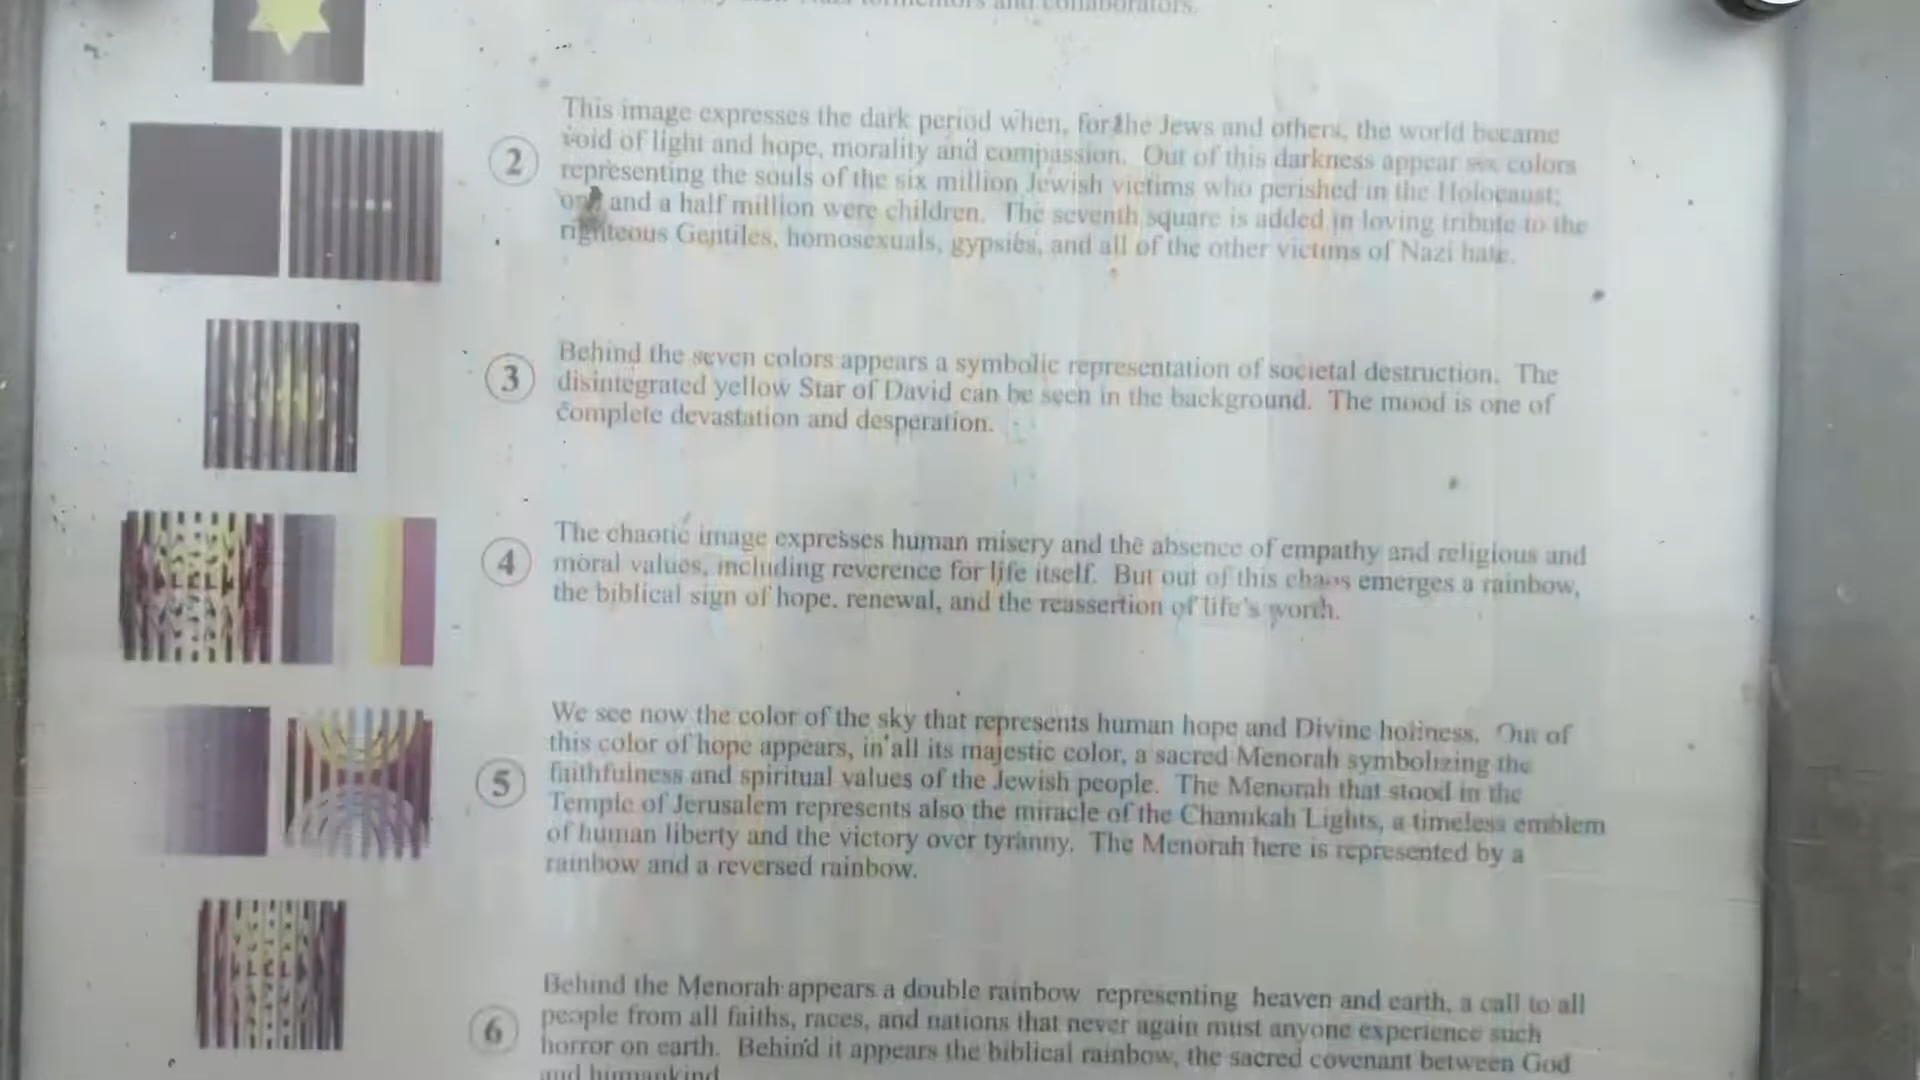 Nazi tormentors and collaborators.
2
This image expresses the dark period when, for the Jews and others, the world became
void of light and hope, morality and compassion. Out of this darkness appear six colors
representing the souls of the six million Jewish victims who perished in the Holocaust;
one and a half million were children. The seventh square is added in loving tribute to the
righteous Gentiles, homosexuals, gypsies, and all of the other victims of Nazi hate.
3
Behind the seven colors appears a symbolic representation of societal destruction. The
disintegrated yellow Star of David can be seen in the background. The mood is one of
complete devastation and desperation.
4
The chaotic image expresses human misery and the absence of empathy and religious and
moral values, including reverence for life itself. But out of this chaos emerges a rainbow,
the biblical sign of hope, renewal, and the reassertion of life's worth.
5
We see now the color of the sky that represents human hope and Divine holiness. Out of
this color of hope appears, in all its majestic color, a sacred Menorah symbolizing the
faithfulness and spiritual values of the Jewish people. The Menorah that stood in the
Temple of Jerusalem represents also the miracle of the Chanukah Lights, a timeless emblem
of human liberty and the victory over tyranny. The Menorah here is represented by a
rainbow and a reversed rainbow.
6
Behind the Menorah appears a double rainbow representing heaven and earth, a call to all
people from all faiths, races, and nations that never again must anyone experience such
horror on earth. Behind it appears the biblical rainbow, the sacred covenant between God
and humankind